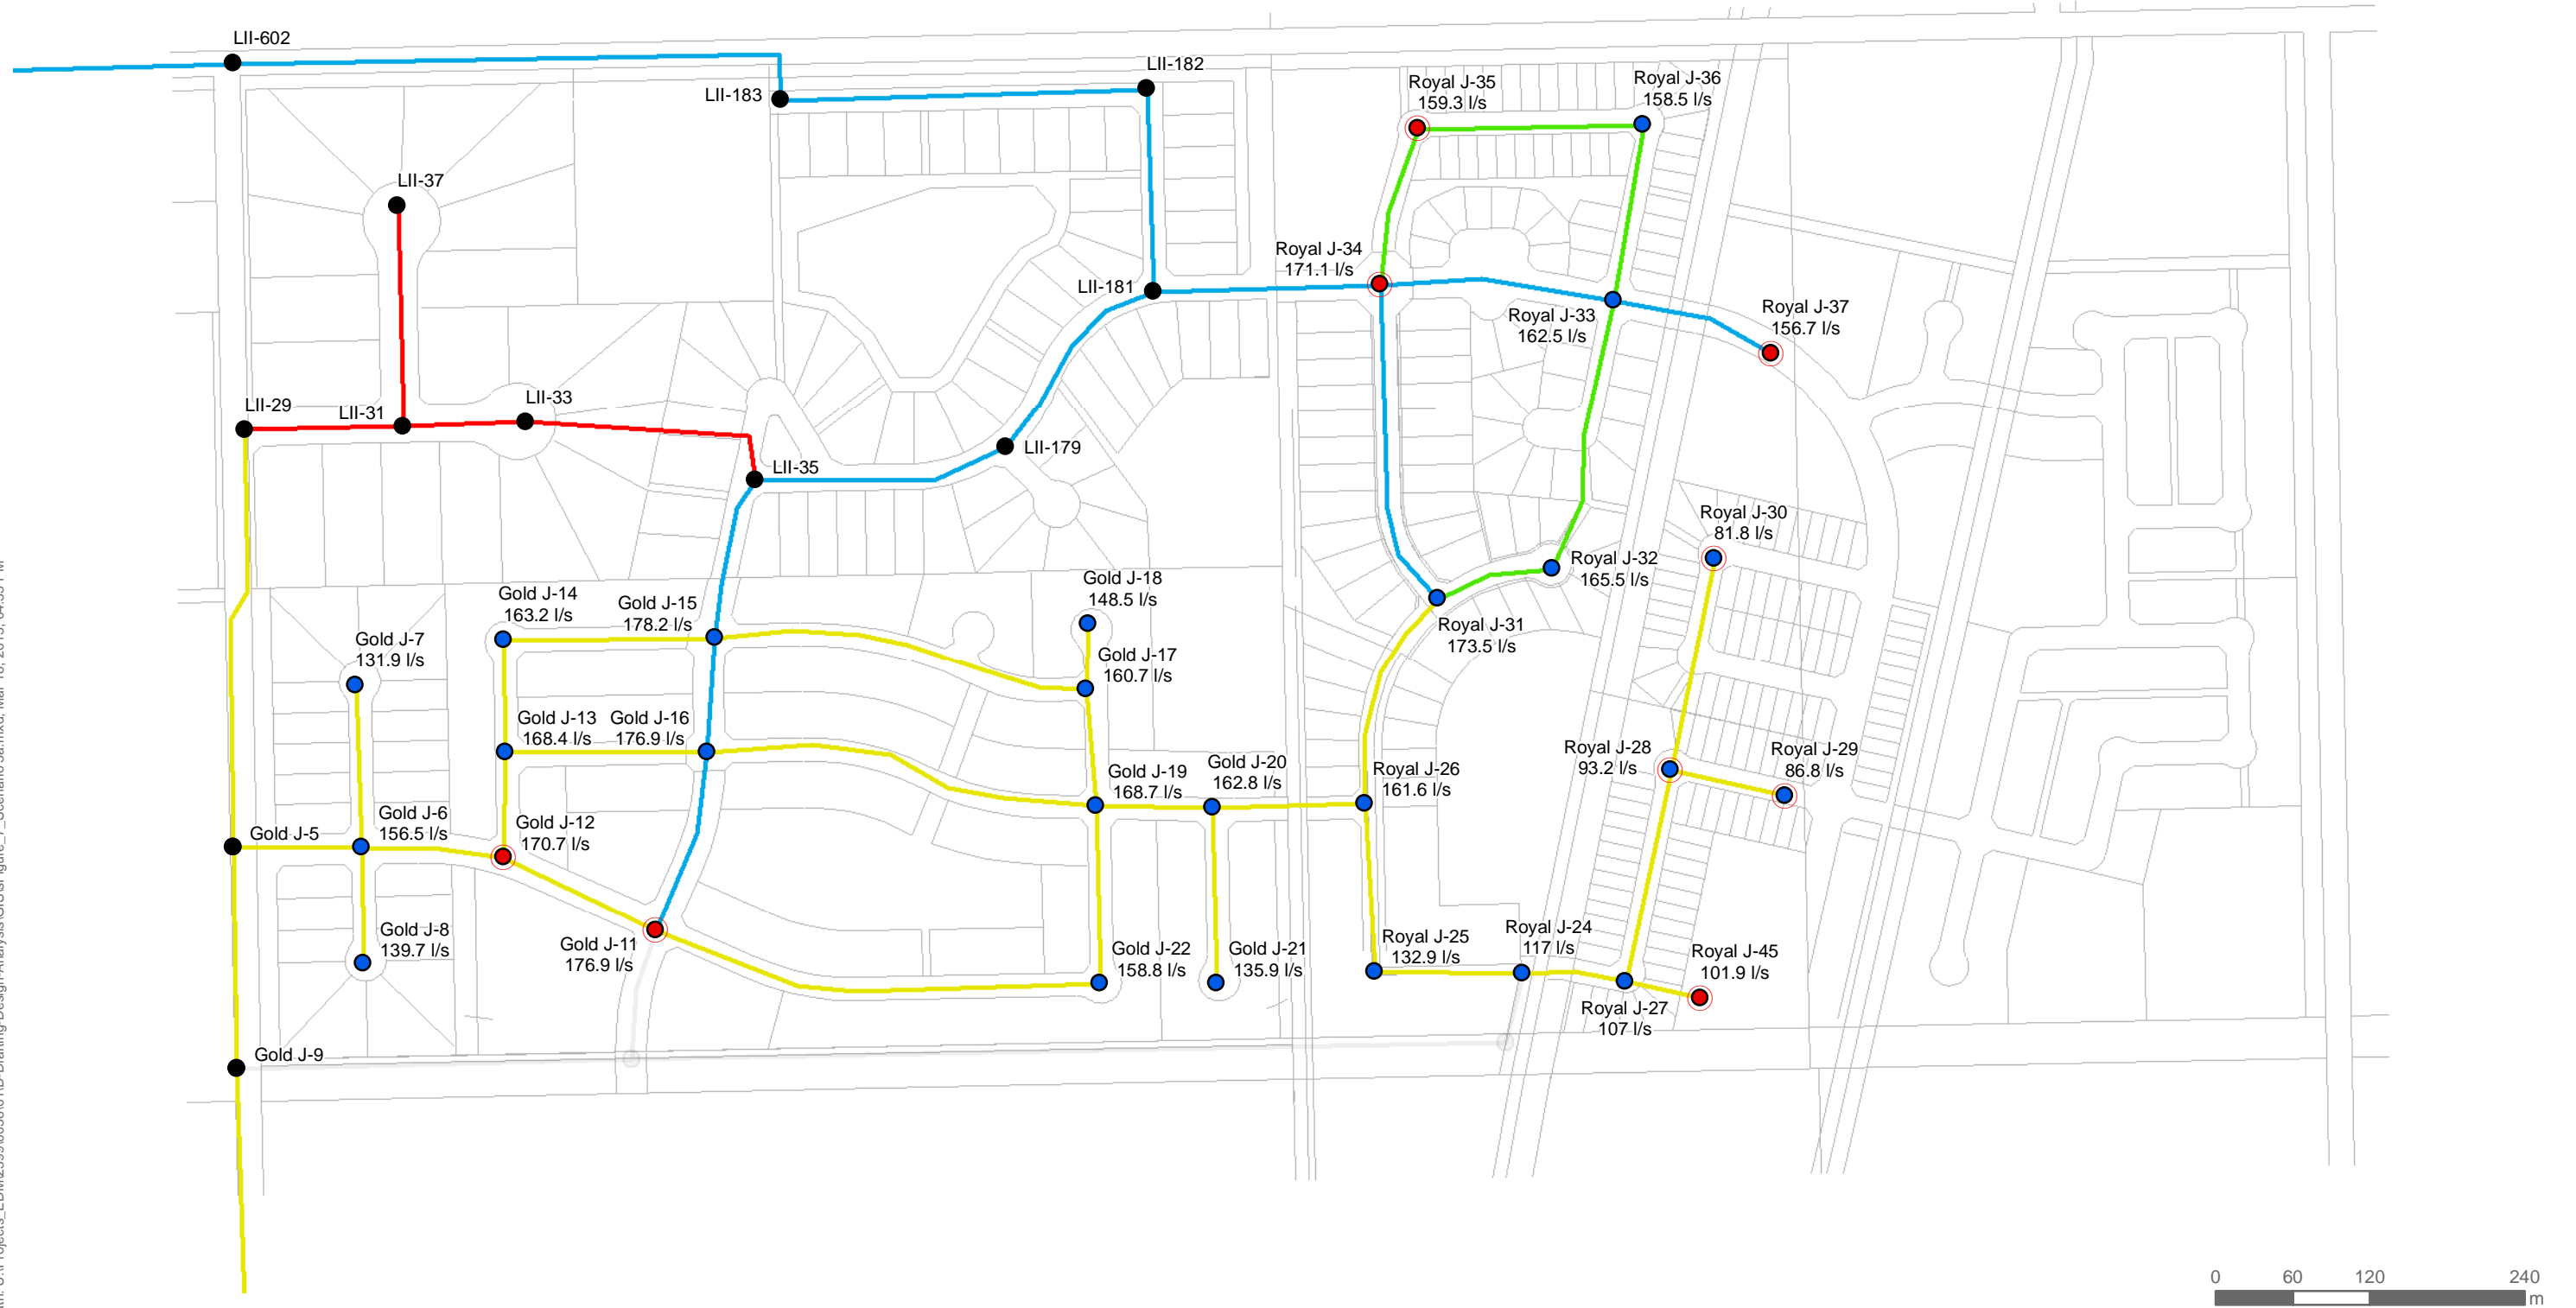 LII-602
LII-182
LII-183
Royal J-35
159.3 l/s
Royal J-36
158.5 l/s
LII-37
Royal J-34
171.1 l/s
LII-181
Royal J-33
162.5 l/s
Royal J-37
156.7 l/s
LII-29
LII-31
LII-33
LII-179
LII-35
Royal J-30
81.8 l/s
Royal J-32
165.5 l/s
Gold J-18
148.5 l/s
Gold J-14
163.2 l/s
Gold J-15
178.2 l/s
Royal J-31
173.5 l/s
Gold J-7
131.9 l/s
Gold J-17
160.7 l/s
Gold J-13
168.4 l/s
Gold J-16
176.9 l/s
Royal J-28
93.2 l/s
Royal J-29
86.8 l/s
Gold J-19
168.7 l/s
Gold J-20
162.8 l/s
Royal J-26
161.6 l/s
Gold J-5
Gold J-6
156.5 l/s
Gold J-12
170.7 l/s
Gold J-8
139.7 l/s
Gold J-11
176.9 l/s
Gold J-22
158.8 l/s
Gold J-21
135.9 l/s
Royal J-25
132.9 l/s
Royal J-24
117 l/s
Royal J-45
101.9 l/s
Royal J-27
107 l/s
Gold J-9
0 60 120 240
m